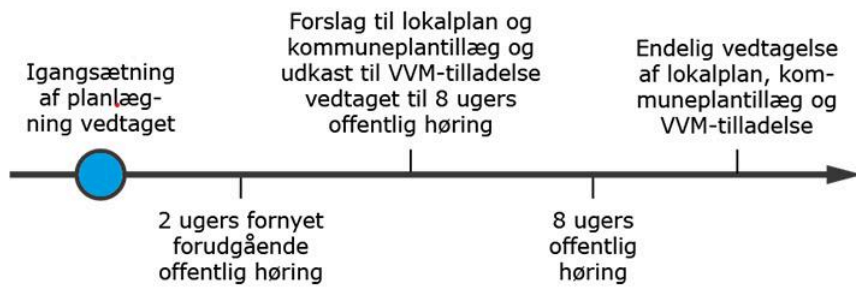 Igangsætning
af planlæg-
ning vedtaget
2 ugers fornyet
forudgående
offentlig høring
Forslag til lokalplan og
kommuneplantillæg og
udkast til VVM-tilladelse
vedtaget til 8 ugers
offentlig høring
8 ugers
offentlig
høring
Endelig vedtagelse
af lokalplan, kom-
muneplantillæg og
VVM-tilladelse